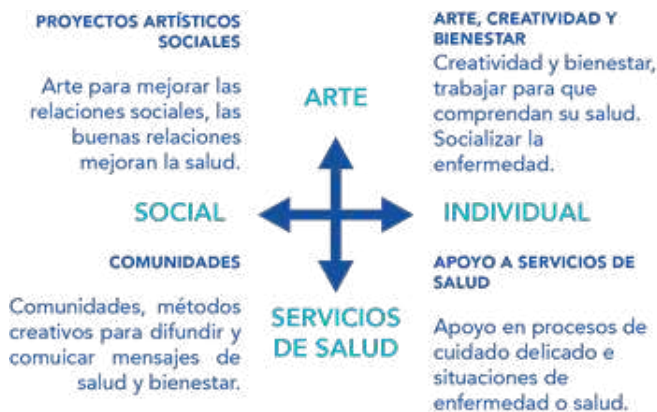 PROYECTOS ARTÍSTICOS
SOCIALES
Arte para mejorar las
relaciones sociales, las
buenas relaciones
mejoran la salud.
ARTE
ARTE, CREATIVIDAD Y
BIENESTAR
Creatividad y bienestar,
trabajar para que
comprendan su salud.
Socializar la
enfermedad.
SOCIAL
INDIVIDUAL
COMUNIDADES
Comunidades, métodos
creativos para difundir y
comuicar mensajes de
salud y bienestar.
SERVICIOS
DE SALUD
APOYO A SERVICIOS DE
SALUD
Apoyo en procesos de
cuidado delicado e
situaciones de
enfermedad o salud.